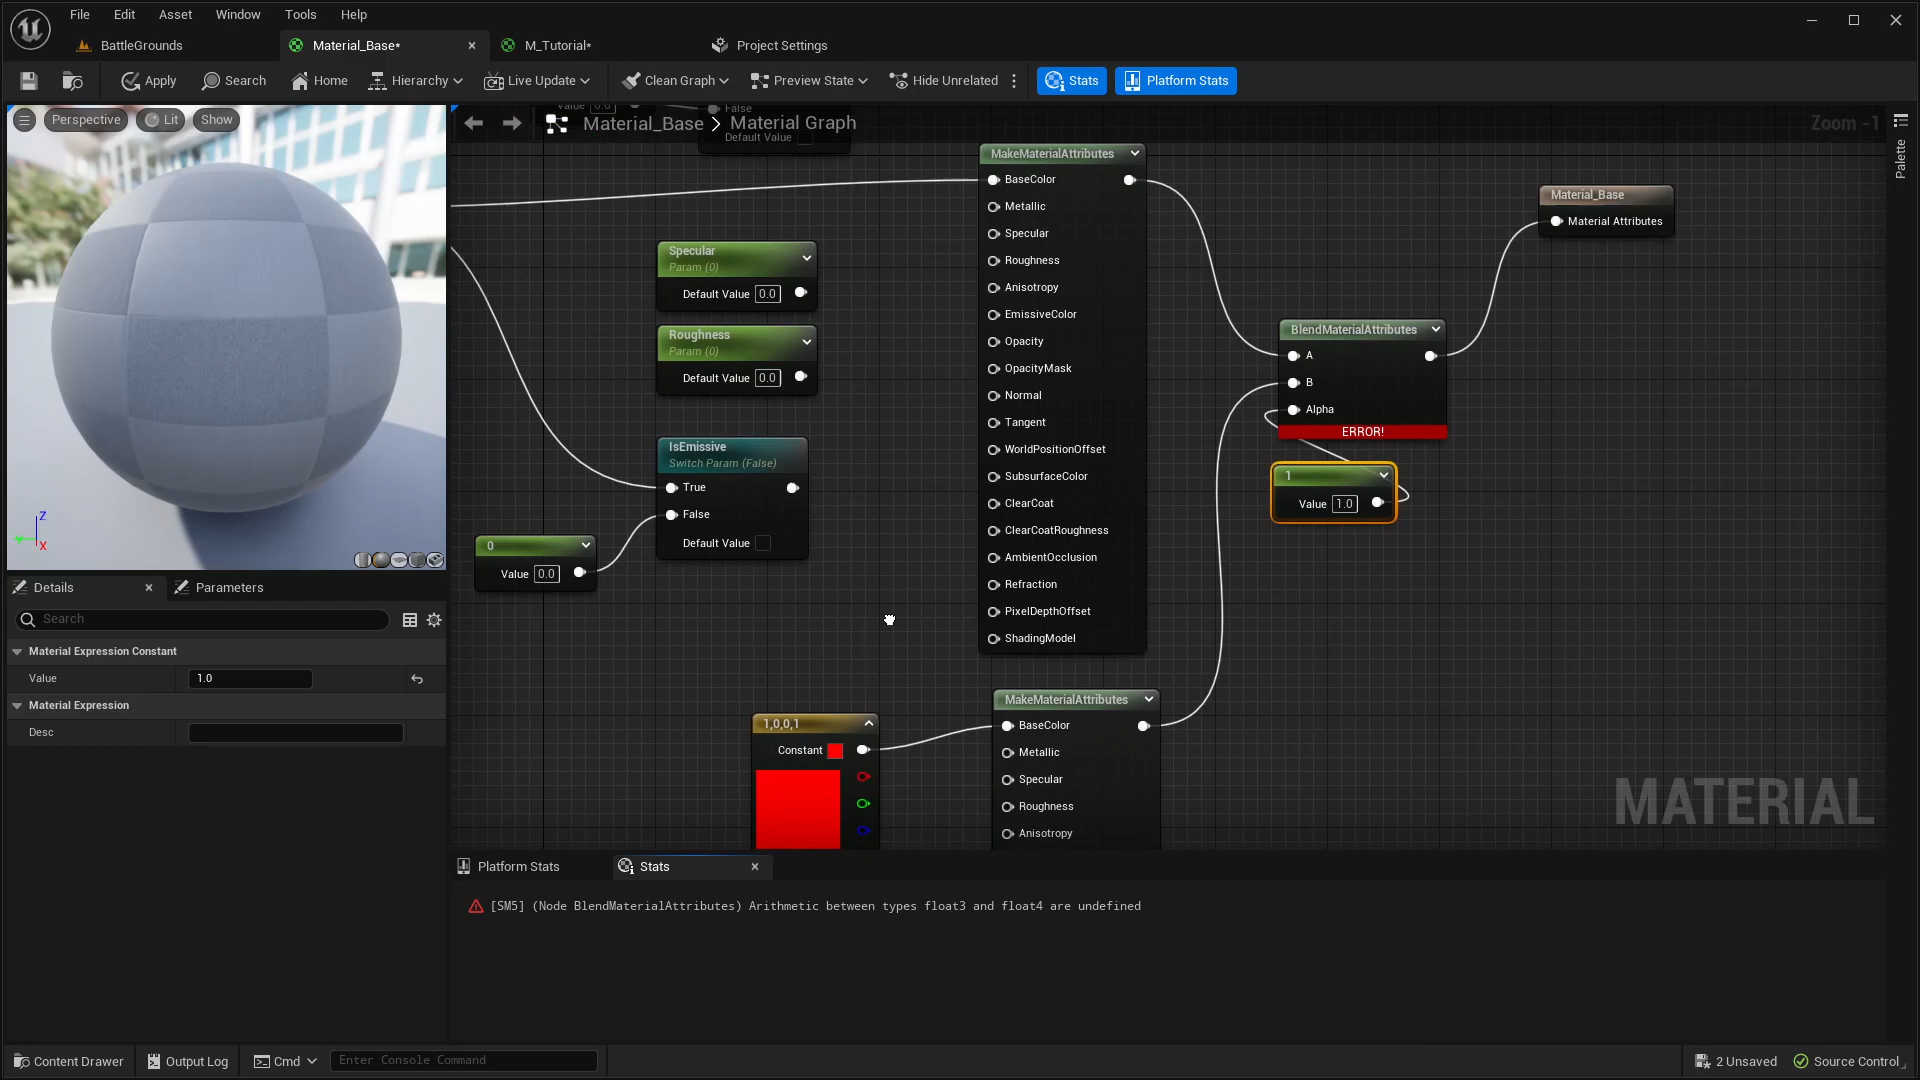 File Edit Asset Window Tools Help
BattleGrounds Material_Base* × M_Tutorial* Project Settings
Apply Search Home Hierarchy Live Update Clean Graph Preview State Hide Unrelated Stats Platform Stats
Perspective Lit Show
Value 0.0 False
Default Value
Material_Base > Material Graph
Zoom -1
Palette
MakeMaterialAttributes
BaseColor
Metallic
Specular
Roughness
Anisotropy
EmissiveColor
Opacity
OpacityMask
Normal
Tangent
WorldPositionOffset
SubsurfaceColor
ClearCoat
ClearCoatRoughness
AmbientOcclusion
Refraction
PixelDepthOffset
ShadingModel
Material_Base
Material Attributes
Specular
Param (0)
Default Value 0.0
Roughness
Param (0)
Default Value 0.0
IsEmissive
Switch Param (False)
True
False
Default Value
0
Value 0.0
BlendMaterialAttributes
A
B
Alpha
ERROR!
1
Value 1.0
1,0,0,1
Constant
MakeMaterialAttributes
BaseColor
Metallic
Specular
Roughness
Anisotropy
MATERIAL
Z
X
Details × Parameters
Search
Material Expression Constant
Value 1.0
Material Expression
Desc
Platform Stats Stats ×
[SM5] (Node BlendMaterialAttributes) Arithmetic between types float3 and float4 are undefined
Content Drawer Output Log Cmd Enter Console Command 2 Unsaved Source Control